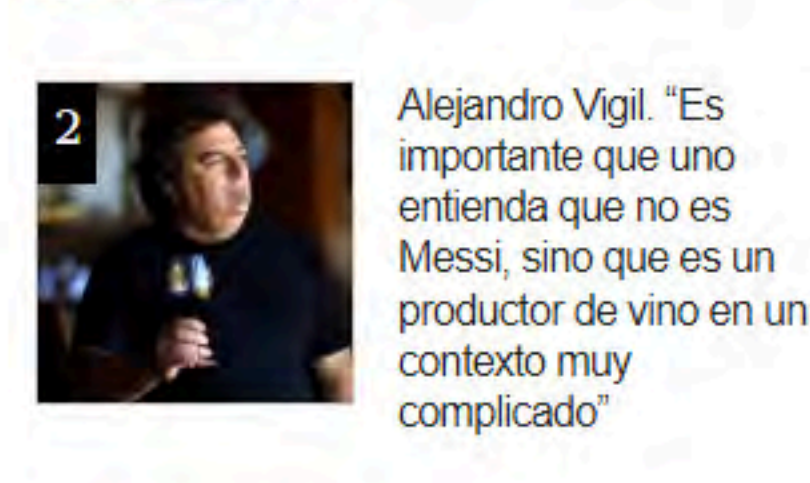 2
Alejandro Vigil. “Es
importante que uno
entienda que no es
Messi, sino que es un
productor de vino en un
contexto muy
complicado”